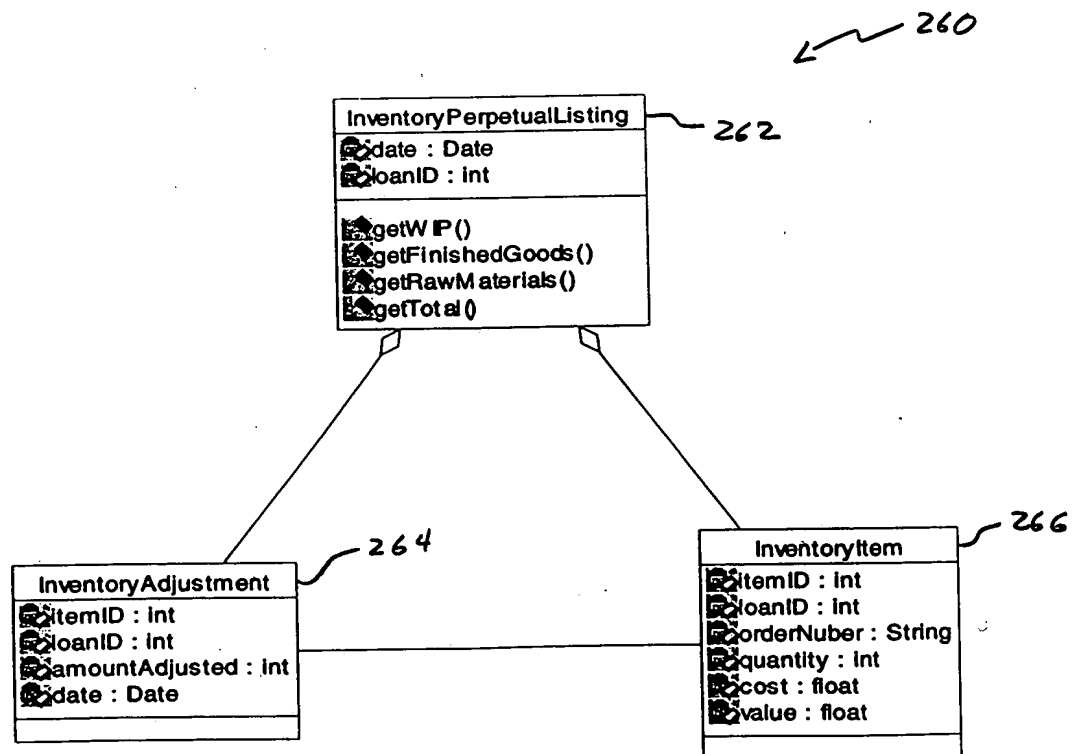 260
InventoryPerpetualListing
262
date : Date
loanID : int
getWIP()
getFinishedGoods()
getRawMaterials()
getTotal()
264
InventoryAdjustment
itemID : int
loanID : int
amountAdjusted : int
date : Date
266
InventoryItem
itemID : int
loanID : int
orderNuber : String
quantity : int
cost : float
value : float